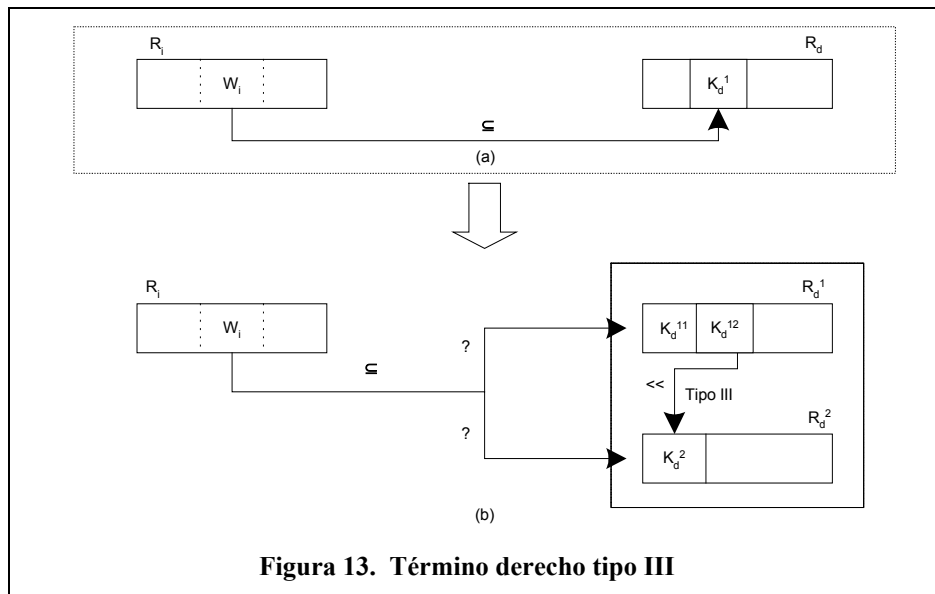 R_i R_d
W_i K_d^1
⊆
(a)
R_i R_d^1
W_i K_d^11 K_d^12
?
⊆ << Tipo III
R_d^2
?
K_d^2
(b)
Figura 13. Término derecho tipo III